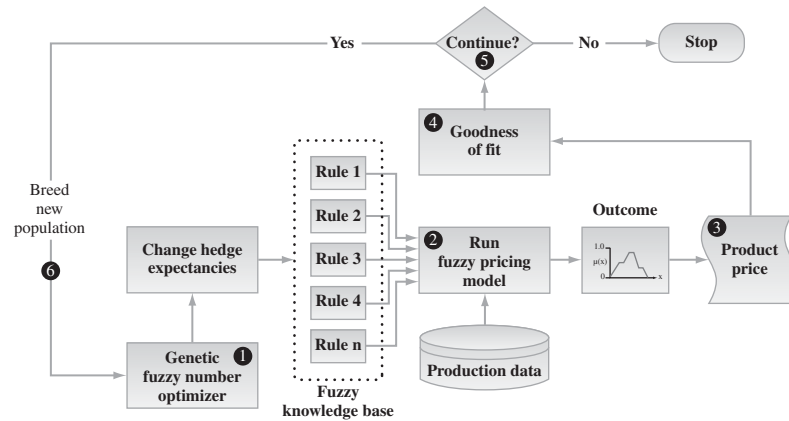 Yes
Continue?
5
No
Stop
4
Goodness
of fit
Breed
new
population
6
Change hedge
expectancies
1
Genetic
fuzzy number
optimizer
Rule 1
Rule 2
Rule 3
Rule 4
Rule n
Fuzzy
knowledge base
2
Run
fuzzy pricing
model
Production data
Outcome
1.0
μ(x)
0
x
3
Product
price